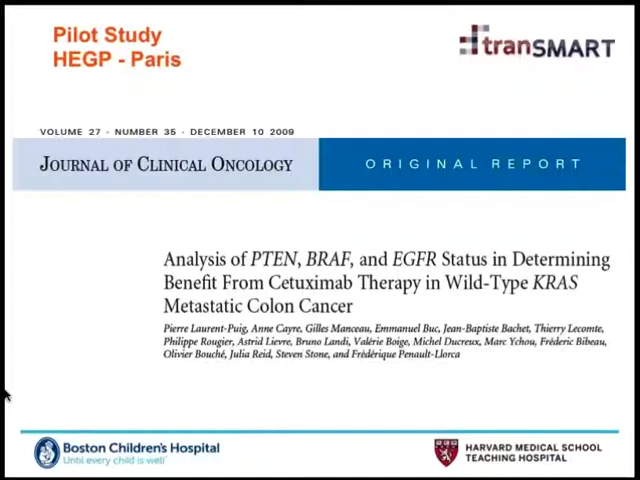 Pilot Study
HEGP - Paris
tranSMART
VOLUME 27 · NUMBER 35 · DECEMBER 10 2009
JOURNAL OF CLINICAL ONCOLOGY
ORIGINAL REPORT
Analysis of PTEN, BRAF, and EGFR Status in Determining
Benefit From Cetuximab Therapy in Wild-Type KRAS
Metastatic Colon Cancer
Pierre Laurent-Puig, Anne Cayre, Gilles Manceau, Emmanuel Buc, Jean-Baptiste Bachet, Thierry Lecomte,
Philippe Rougier, Astrid Lievre, Bruno Landi, Valérie Boige, Michel Ducreux, Marc Ychou, Fréderic Bibeau,
Olivier Bouché, Julia Reid, Steven Stone, and Frédérique Penault-Llorca
Boston Children's Hospital
Until every child is well™
HARVARD MEDICAL SCHOOL
TEACHING HOSPITAL